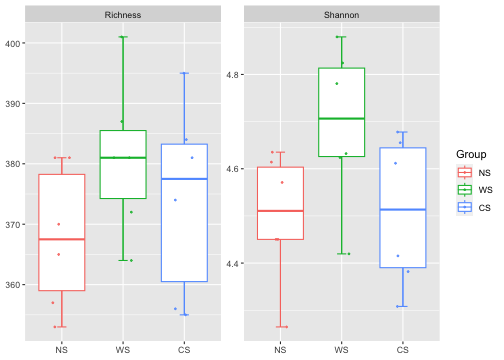 Richness
Shannon
400
390
380
370
360
4.8
4.6
4.4
NS
WS
CS
NS
WS
CS
Group
NS
WS
CS